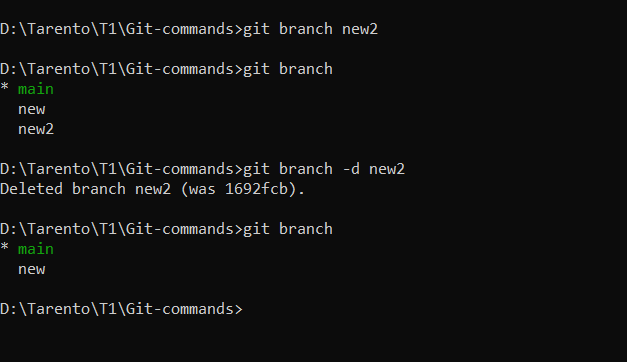 D:\Tarento\T1\Git-commands>git branch new2
D:\Tarento\T1\Git-commands>git branch
* main
  new
  new2
D:\Tarento\T1\Git-commands>git branch -d new2
Deleted branch new2 (was 1692fcb).
D:\Tarento\T1\Git-commands>git branch
* main
  new
D:\Tarento\T1\Git-commands>